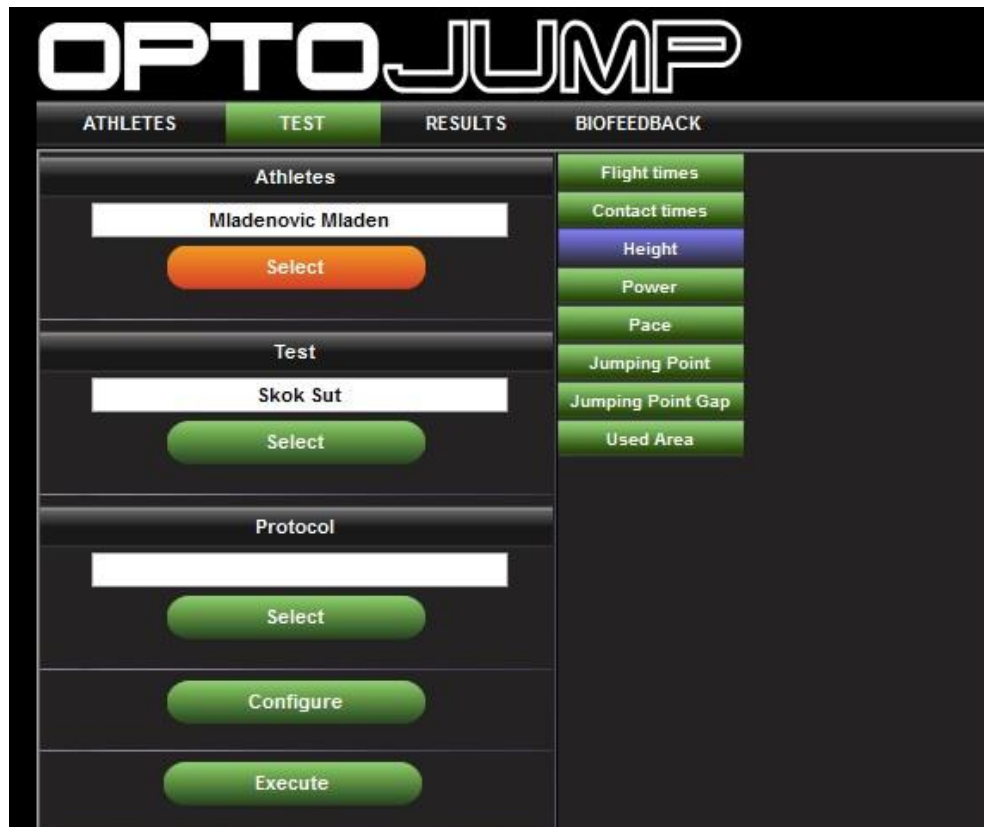 OPTOJUMP
ATHLETES TEST RESULTS BIOFEEDBACK
Athletes
Mladenovic Mladen
Select
Test
Skok Sut
Select
Protocol
Select
Configure
Execute
Flight times
Contact times
Height
Power
Pace
Jumping Point
Jumping Point Gap
Used Area